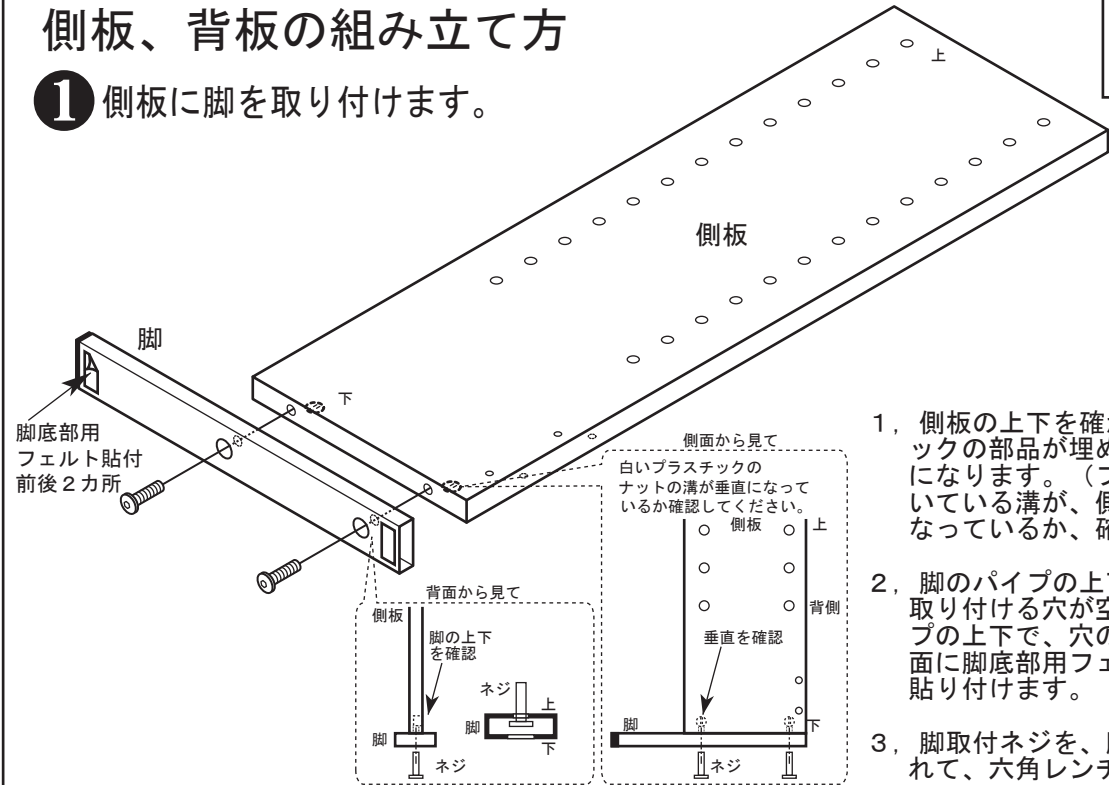 側板、背板の組み立て方
1 側板に脚を取り付けます。
上
側板
脚
下
脚底部用
フェルト貼付
前後2カ所
側面から見て
白いプラスチックの
ナットの溝が垂直になって
いるか確認してください。
側板
上
背側
垂直を確認
脚
下
ネジ
背面から見て
側板
脚の上下
を確認
ネジ
上
脚
下
脚
ネジ
1，側板の上下を確
ックの部品が埋め
になります。（
いている溝が、側
なっているか、確
2，脚のパイプの上
取り付ける穴が空
プの上下で、穴の
面に脚底部用フェ
貼り付けます。
3，脚取付ネジを、
れて、六角レンチ